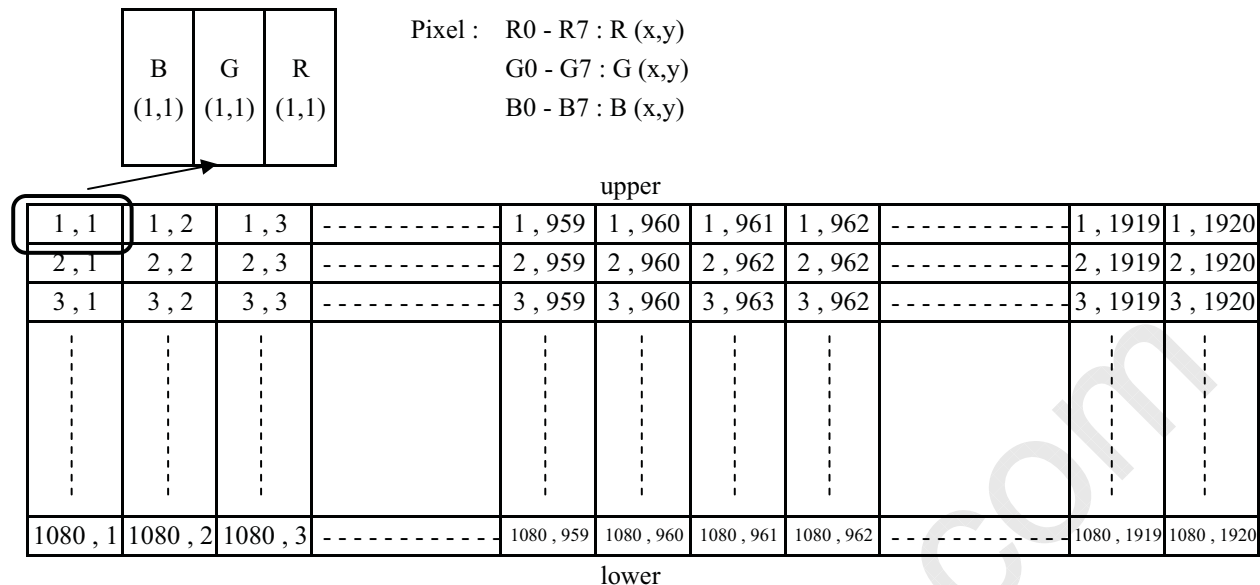 Pixel : R0 - R7 : R (x,y)
B G R
G0 - G7 : G (x,y)
(1,1) (1,1) (1,1)
B0 - B7 : B (x,y)
upper
1 , 1 1 , 2 1 , 3 1 , 959 1 , 960 1 , 961 1 , 962 1 , 1919 1 , 1920
2 , 1 2 , 2 2 , 3 2 , 959 2 , 960 2 , 962 2 , 962 2 , 1919 2 , 1920
3 , 1 3 , 2 3 , 3 3 , 959 3 , 960 3 , 963 3 , 962 3 , 1919 3 , 1920
1080 , 1 1080 , 2 1080 , 3 1080 , 959 1080 , 960 1080 , 961 1080 , 962 1080 , 1919 1080 , 1920
lower
com